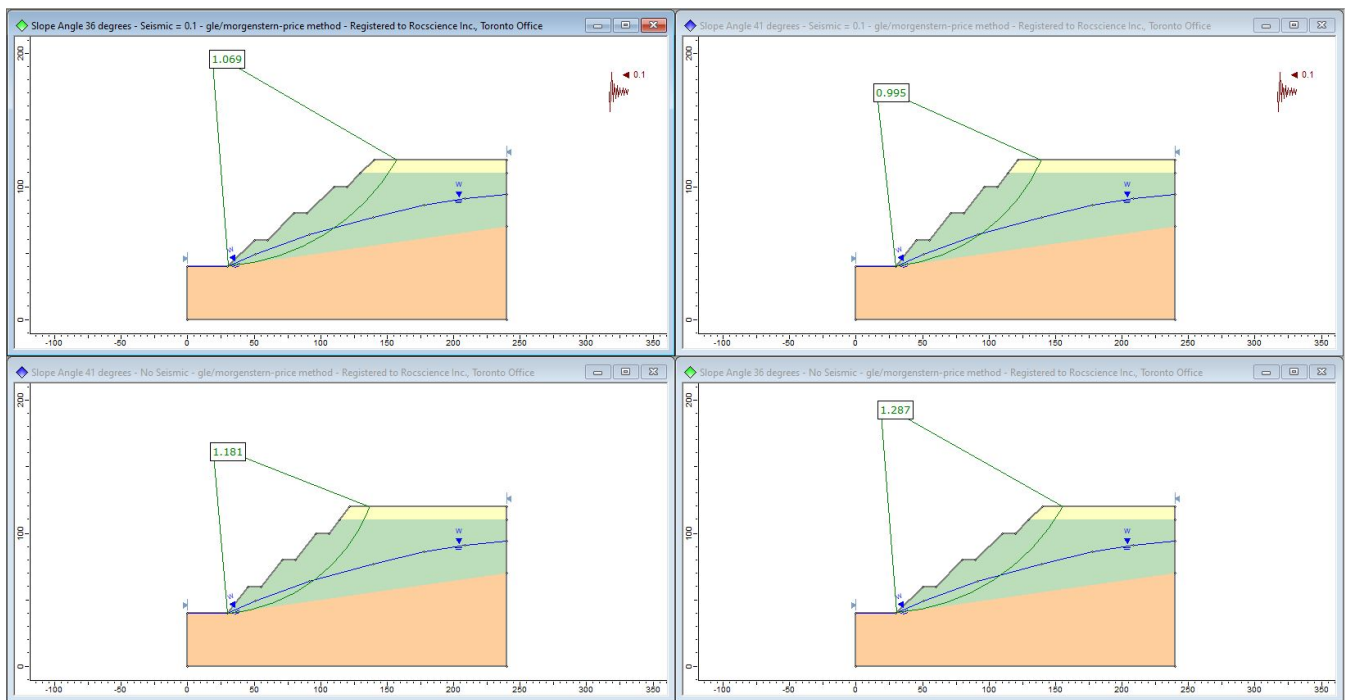 Slope Angle 36 degrees - Seismic = 0.1 - gle/morgenstern-price method - Registered to Rocscience Inc., Toronto Office
200
100
0
1.069
0.1
W
W
-100 -50 0 50 100 150 200 250 300 350
Slope Angle 41 degrees - Seismic = 0.1 - gle/morgenstern-price method - Registered to Rocscience Inc., Toronto Office
200
100
0
0.995
0.1
W
W
-100 -50 0 50 100 150 200 250 300 350
Slope Angle 41 degrees - No Seismic - gle/morgenstern-price method - Registered to Rocscience Inc., Toronto Office
200
100
0
1.181
W
W
-100 -50 0 50 100 150 200 250 300 350
Slope Angle 36 degrees - No Seismic - gle/morgenstern-price method - Registered to Rocscience Inc., Toronto Office
200
100
0
1.287
W
W
-100 -50 0 50 100 150 200 250 300 350